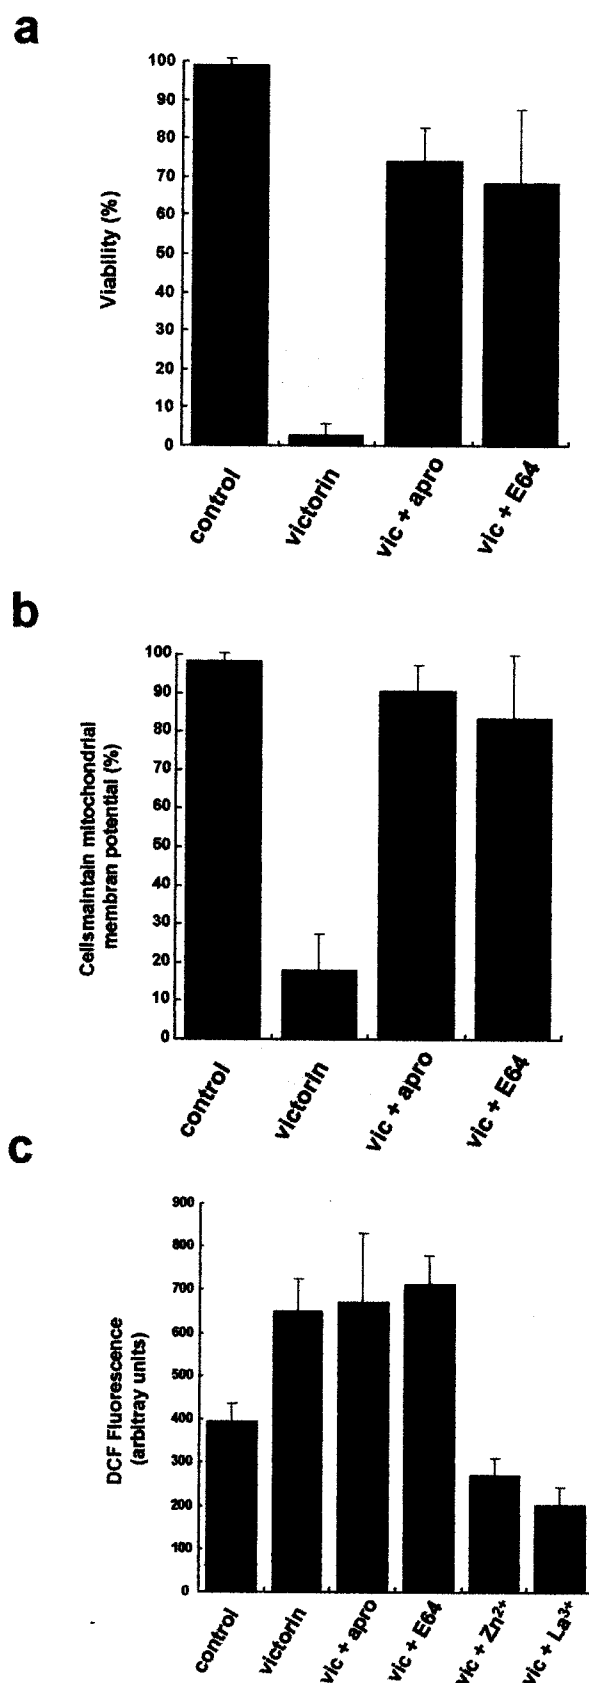 a
100
90
80
70
60
50
40
30
20
10
0
Viability (%)
control
victorin
vic + apro
vic + E64
b
100
90
80
70
60
50
40
30
20
10
0
Cellsmaintain mitochondrial
membran potential (%)
control
victorin
vic + apro
vic + E64
c
900
800
700
600
500
400
300
200
100
0
DCF Fluorescence
(arbitray units)
control
victorin
vic + apro
vic + E64
vic + Zn²⁺
vic + La³⁺